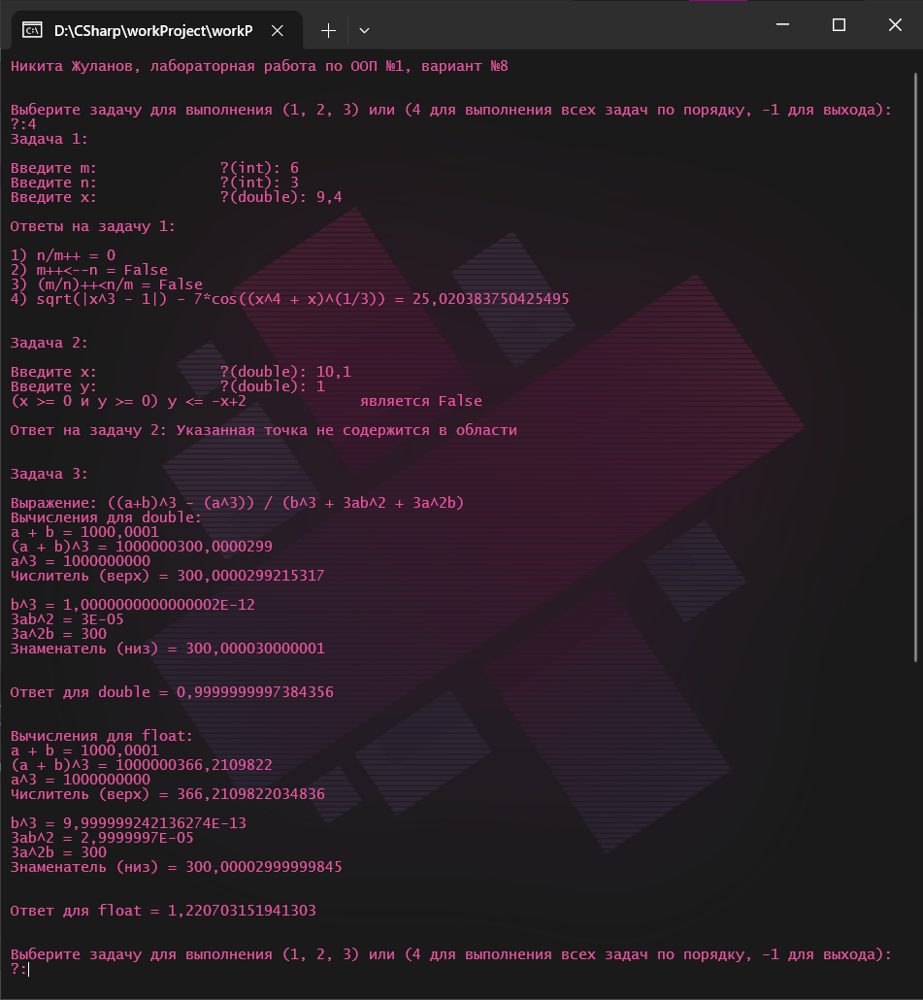 D:\CSharp\workProject\workP
Никита Жуланов, лабораторная работа по ООП №1, вариант №8
Выберите задачу для выполнения (1, 2, 3) или (4 для выполнения всех задач по порядку, -1 для выхода):
?:4
Задача 1:
Введите m: ?(int): 6
Введите n: ?(int): 3
Введите x: ?(double): 9,4
Ответы на задачу 1:
1) n/m++ = 0
2) m++<--n = False
3) (m/n)++<n/m = False
4) sqrt(|x^3 - 1|) - 7*cos((x^4 + x)^(1/3)) = 25,020383750425495
Задача 2:
Введите x: ?(double): 10,1
Введите y: ?(double): 1
(x >= 0 и y >= 0) y <= -x+2 является False
Ответ на задачу 2: Указанная точка не содержится в области
Задача 3:
Выражение: ((a+b)^3 - (a^3)) / (b^3 + 3ab^2 + 3a^2b)
Вычисления для double:
a + b = 1000,0001
(a + b)^3 = 1000000300,0000299
a^3 = 1000000000
Числитель (верх) = 300,0000299215317
b^3 = 1,0000000000000002E-12
3ab^2 = 3E-05
3a^2b = 300
Знаменатель (низ) = 300,000030000001
Ответ для double = 0,9999999997384356
Вычисления для float:
a + b = 1000,0001
(a + b)^3 = 1000000366,2109822
a^3 = 1000000000
Числитель (верх) = 366,2109822034836
b^3 = 9,999999242136274E-13
3ab^2 = 2,9999997E-05
3a^2b = 300
Знаменатель (низ) = 300,00002999999845
Ответ для float = 1,220703151941303
Выберите задачу для выполнения (1, 2, 3) или (4 для выполнения всех задач по порядку, -1 для выхода):
?: